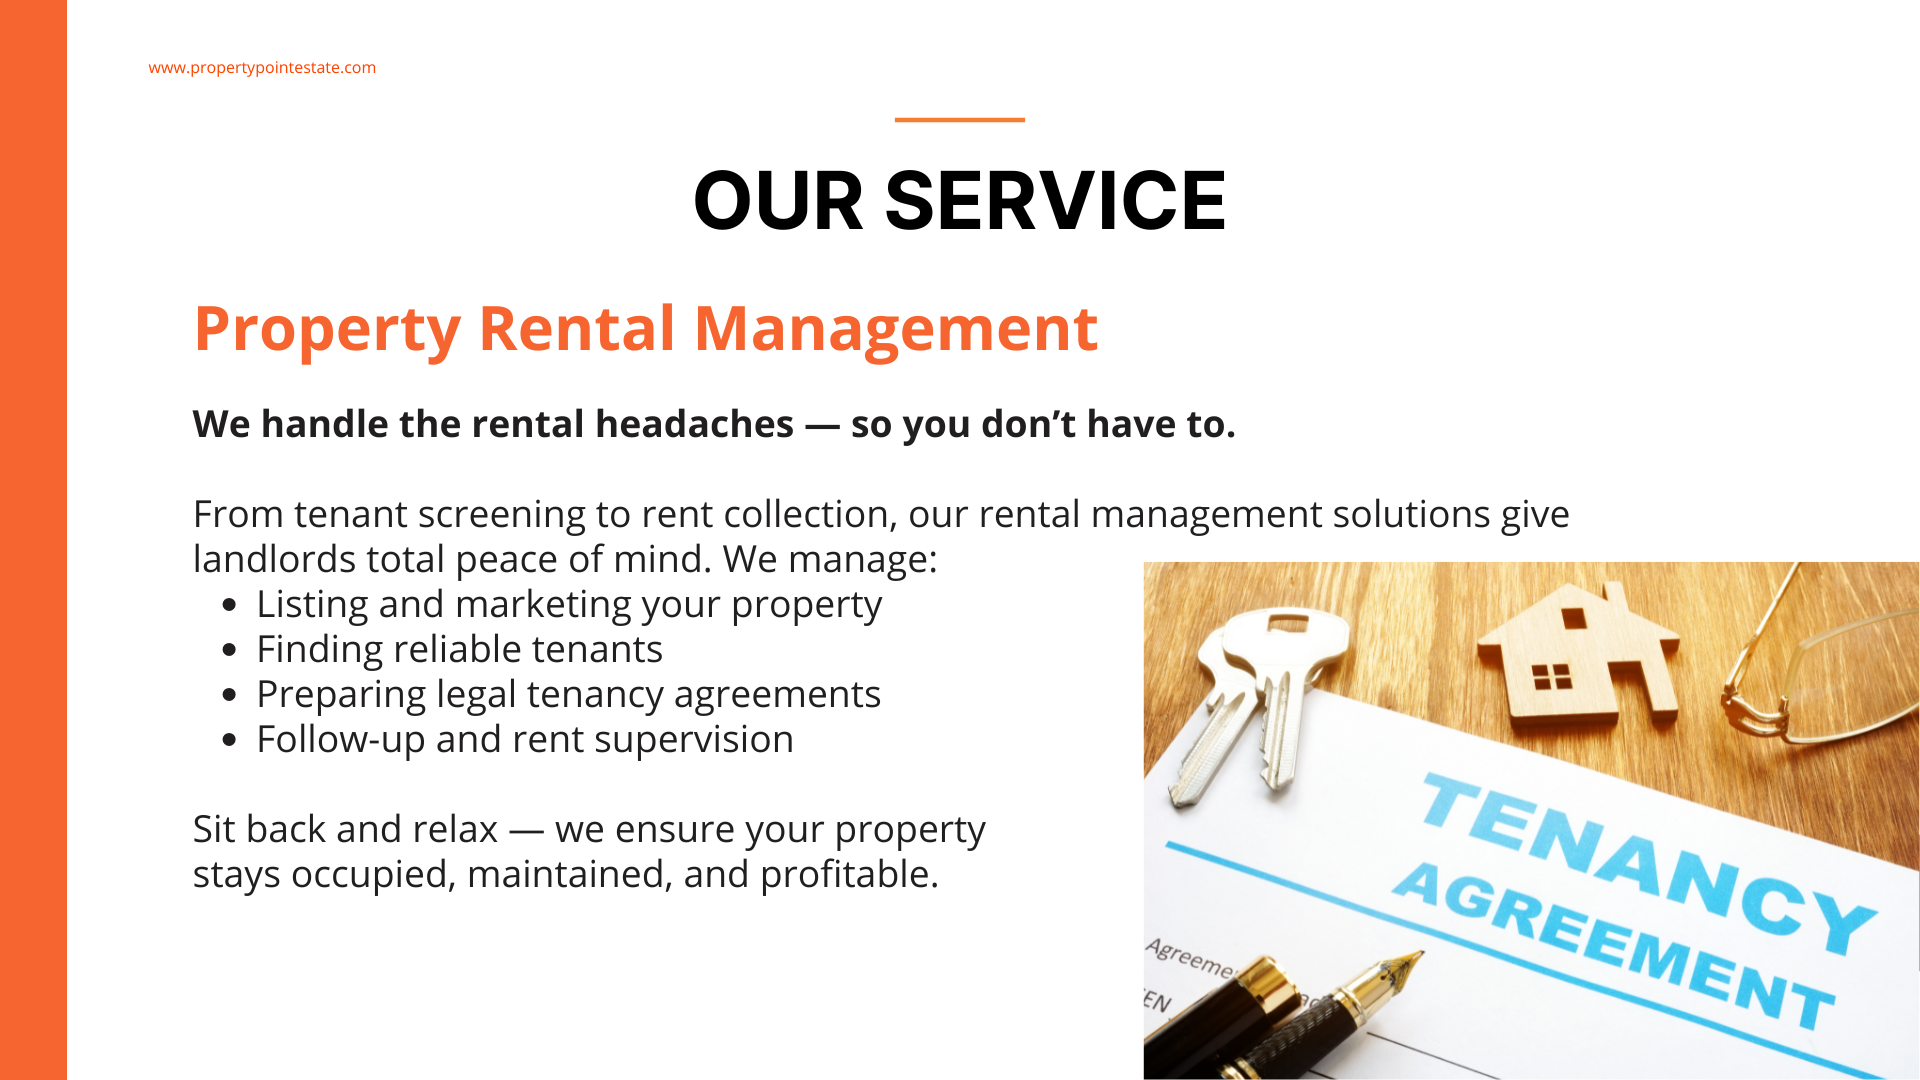 www.propertypointestate.com
OUR SERVICE
Property Rental Management
We handle the rental headaches — so you don’t have to.
From tenant screening to rent collection, our rental management solutions give
landlords total peace of mind. We manage:
• Listing and marketing your property
• Finding reliable tenants
• Preparing legal tenancy agreements
• Follow-up and rent supervision
Sit back and relax — we ensure your property
stays occupied, maintained, and profitable.
TENANCY
AGREEMENT